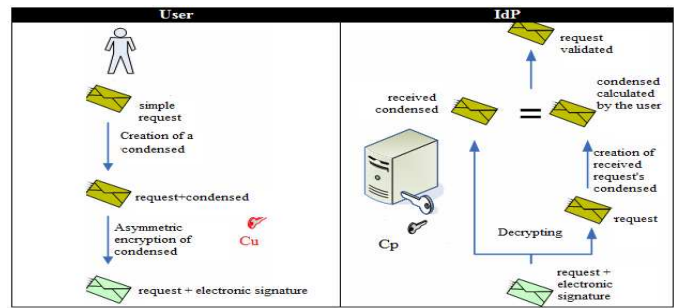 User
IdP
simple
request
Creation of a
condensed
request+condensed
Asymmetric
encryption of
condensed
Cu
request + electronic signature
request
validated
received
condensed
=
condensed
calculated
by the user
creation of
received
request's
condensed
request
Cp
Decrypting
request +
electronic
signature